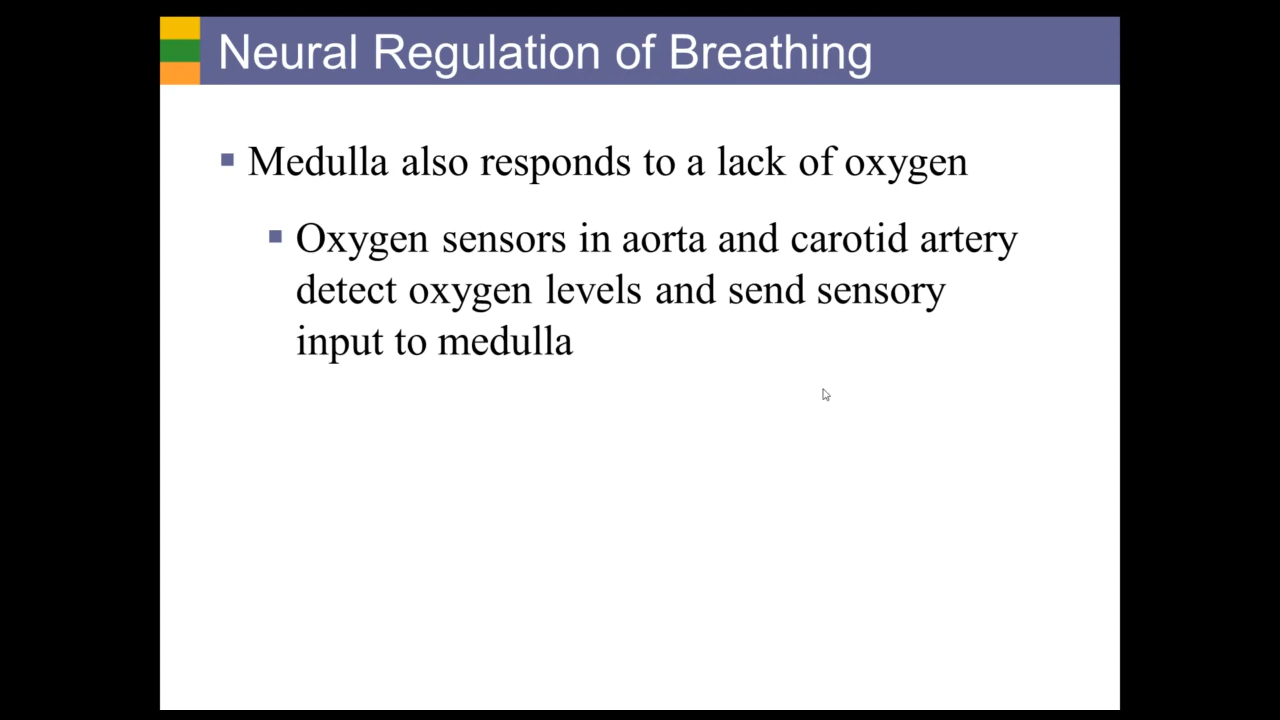 Neural Regulation of Breathing
Medulla also responds to a lack of oxygen
Oxygen sensors in aorta and carotid artery
detect oxygen levels and send sensory
input to medulla